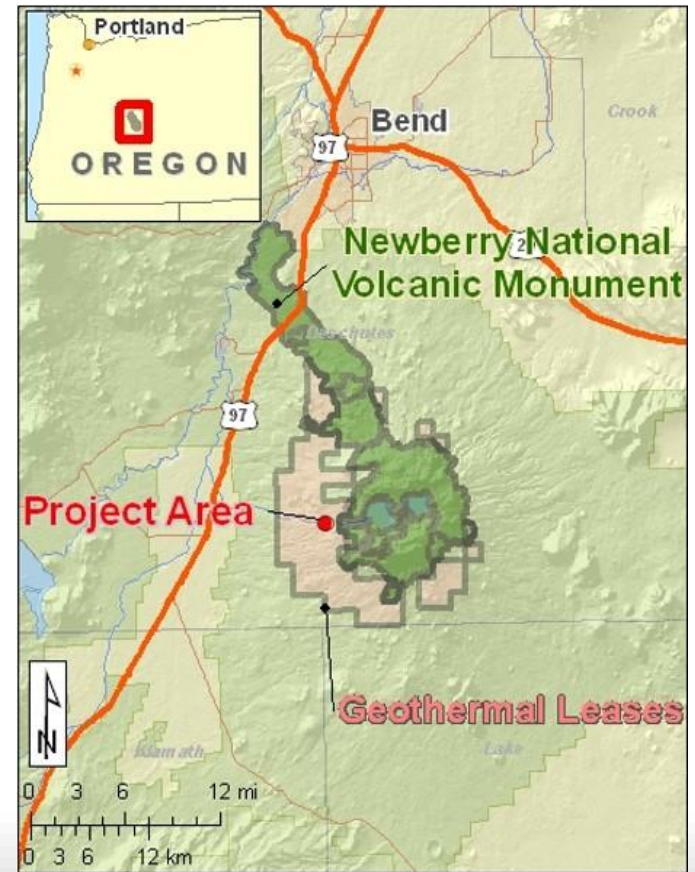 Portland
OREGON
Crook
Bend
97
Newberry National
2
Volcanic Monument
Deschutes
97
Project Area
Geothermal Leases
N
Klamath
Lake
0 3 6 12 mi
0 3 6 12 km